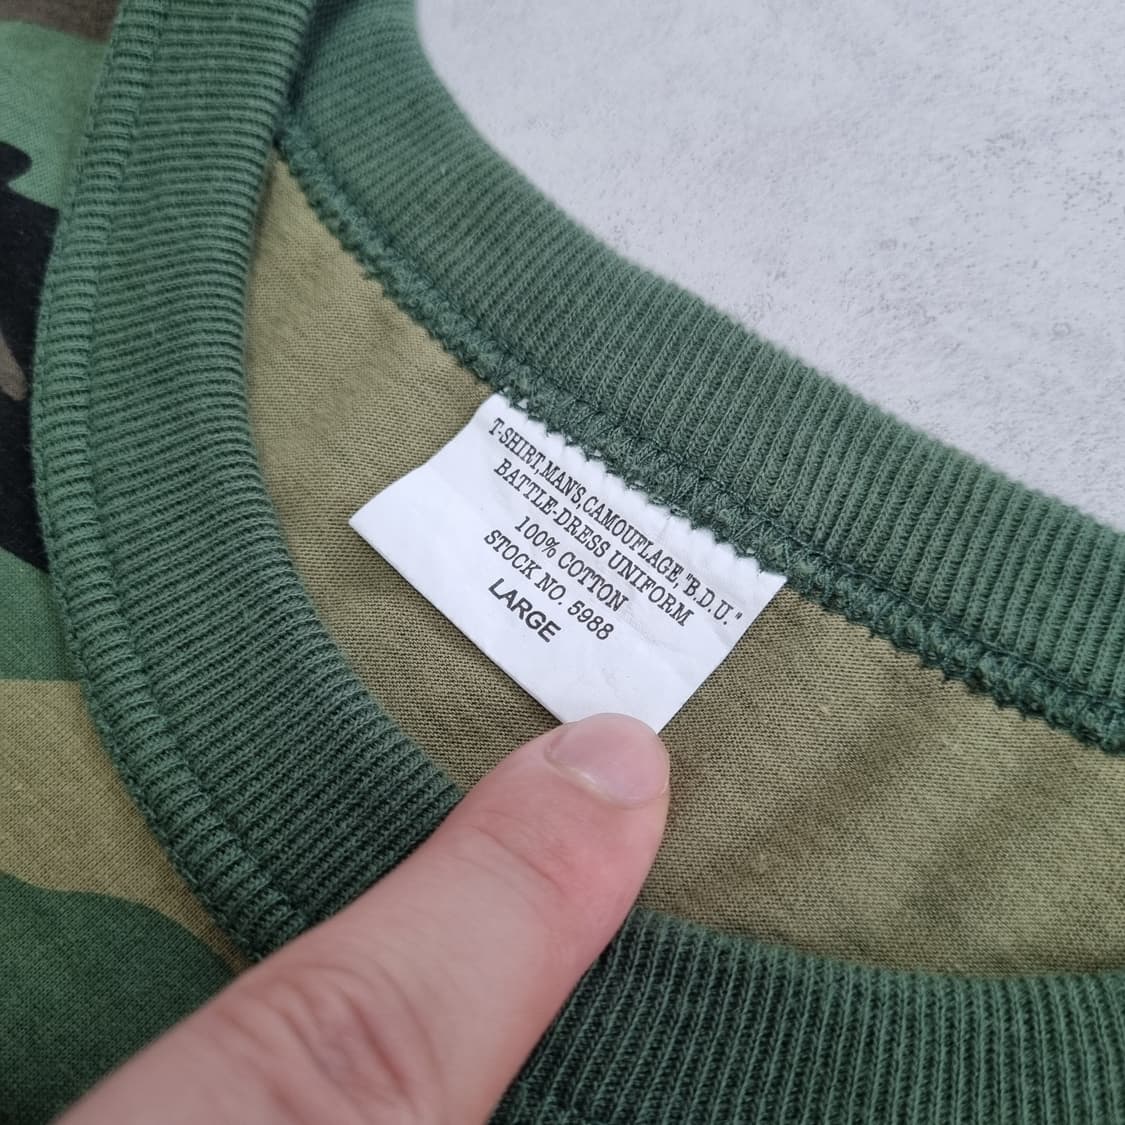 T-SHIRT,MAN'S,CAMOUFLAGE,"B.D.U."
BATTLE-DRESS UNIFORM
100% COTTON
STOCK NO. 5988
LARGE